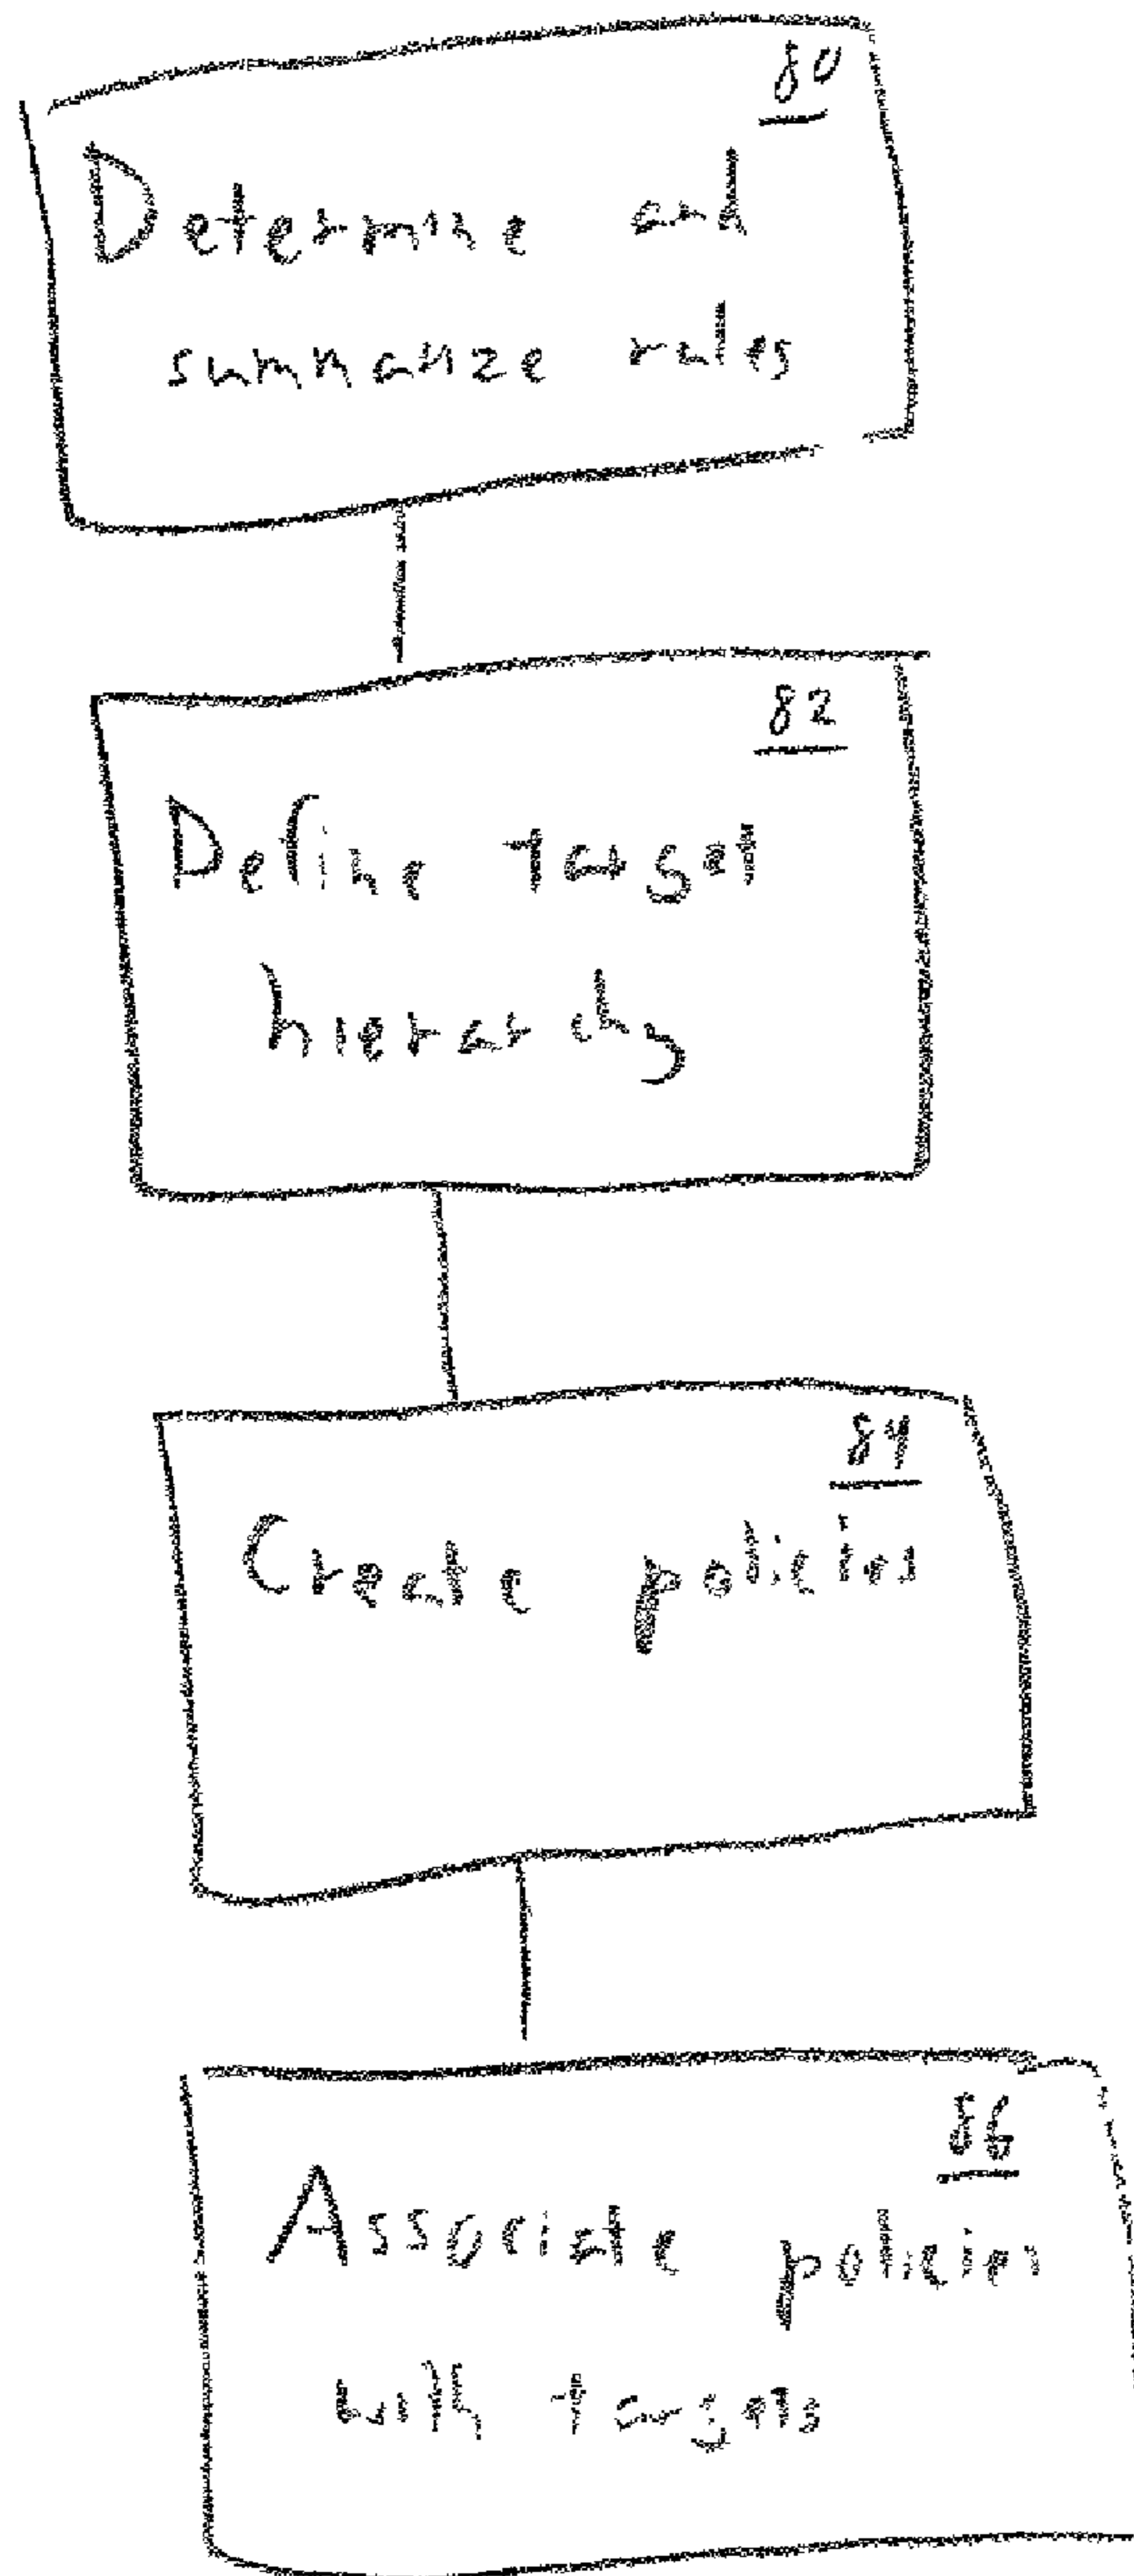 80
Determine and
summarize rules
82
Define target
hierarchy
84
Create policies
86
Associate policies
with targets